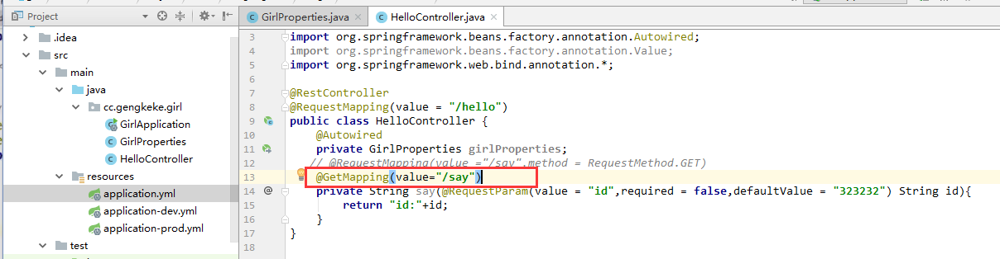 Project
GirlProperties.java
HelloController.java
.idea
src
main
java
cc.gengkeke.girl
GirlApplication
GirlProperties
HelloController
resources
application.yml
application-dev.yml
application-prod.yml
test
3 import org.springframework.beans.factory.annotation.Autowired;
4 import org.springframework.beans.factory.annotation.Value;
5 import org.springframework.web.bind.annotation.*;
6
7 @RestController
8 @RequestMapping(value = "/hello")
9 public class HelloController {
10 @Autowired
11 private GirlProperties girlProperties;
12 // @RequestMapping(value ="/say",method = RequestMethod.GET)
13 @GetMapping(value="/say")
14 @ private String say(@RequestParam(value = "id",required = false,defaultValue = "323232") String id){
15 return "id:"+id;
16 }
17 }
18